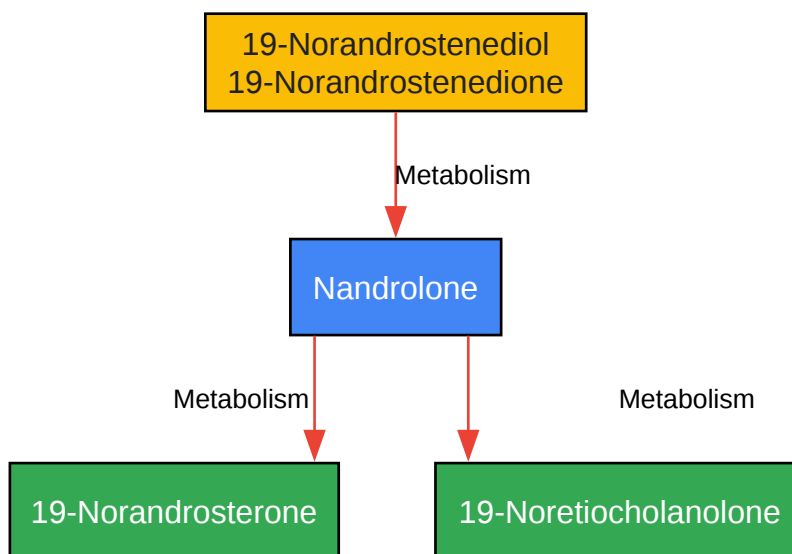 19-Norandrostenediol
19-Norandrostenedione
Metabolism
Nandrolone
Metabolism
Metabolism
19-Norandrosterone
19-Noretiocholanolone